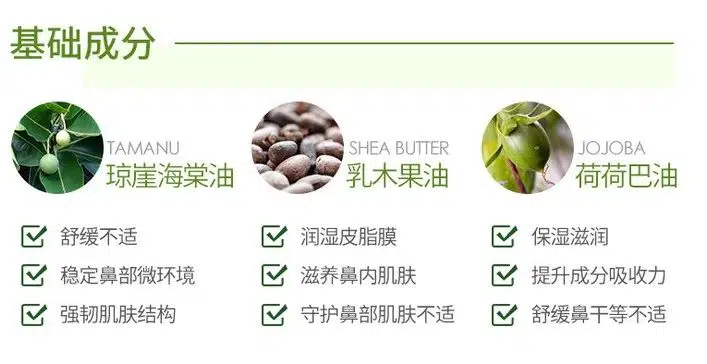 基础成分
TAMANU
琼崖海棠油
SHEA BUTTER
乳木果油
JOJOBA
荷荷巴油
舒缓不适
润湿皮脂膜
保湿滋润
稳定鼻部微环境
滋养鼻内肌肤
提升成分吸收力
强韧肌肤结构
守护鼻部肌肤不适
舒缓鼻干等不适